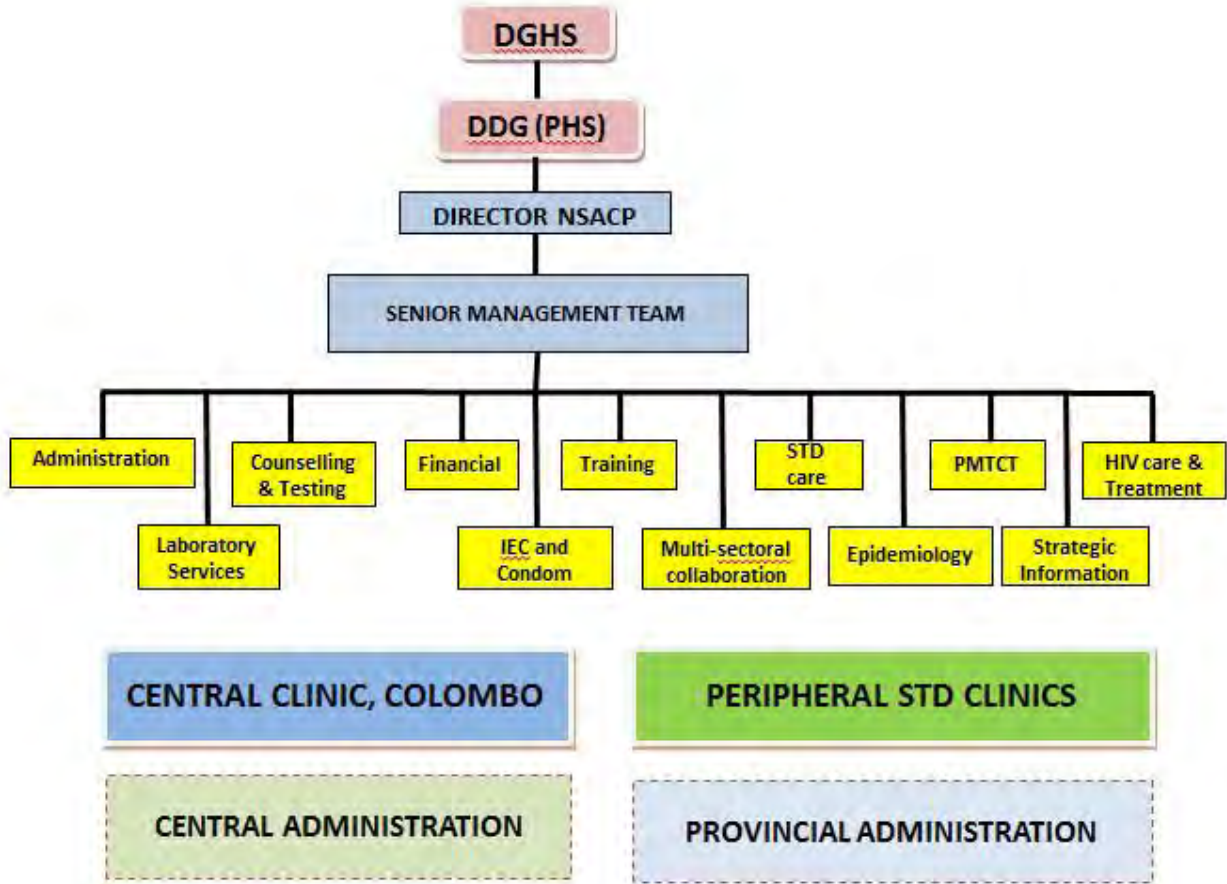 DGHS
DDG (PHS)
DIRECTOR NSACP
SENIOR MANAGEMENT TEAM
Administration
Counselling
& Testing
Financial
Training
STD
care
PMTCT
HIV care &
Treatment
Laboratory
Services
IEC and
Condom
Multi-sectoral
collaboration
Epidemiology
Strategic
Information
CENTRAL CLINIC, COLOMBO
PERIPHERAL STD CLINICS
CENTRAL ADMINISTRATION
PROVINCIAL ADMINISTRATION